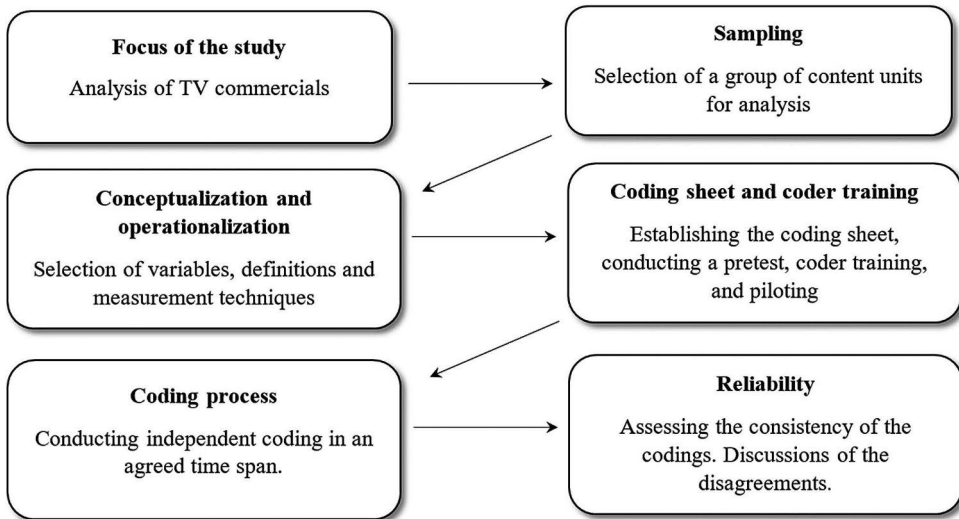 Focus of the study
Analysis of TV commercials
Sampling
Selection of a group of content units
for analysis
Conceptualization and
operationalization
Selection of variables, definitions and
measurement techniques
Coding sheet and coder training
Establishing the coding sheet,
conducting a pretest, coder training,
and piloting
Coding process
Conducting independent coding in an
agreed time span.
Reliability
Assessing the consistency of the
codings. Discussions of the
disagreements.